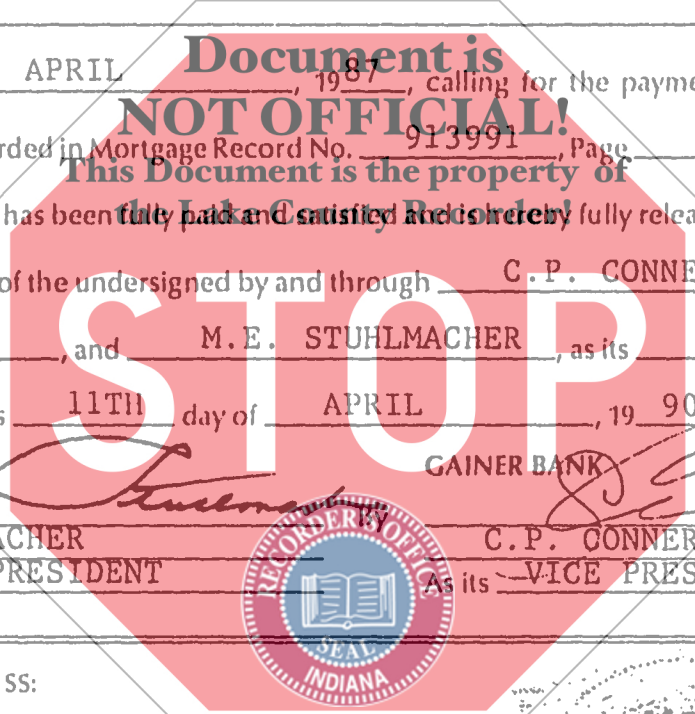 Document is
APRIL, 1987, calling for the payme
NOT OFFICIAL!
rded in Mortgage Record No. 913991, Page
This Document is the property of
the Lake County Recorder!
has been fully paid and satisfied and is hereby fully relea
of the undersigned by and through C.P. CONNE
STOP
, and M.E. STUHLMACHER, as its
11TH day of APRIL, 19 90
GAINER BANK
BY
ACHER C.P. CONNER
PRESIDENT As its VICE PRES
RECORDER'S OFFICE
SEAL
INDIANA
SS: